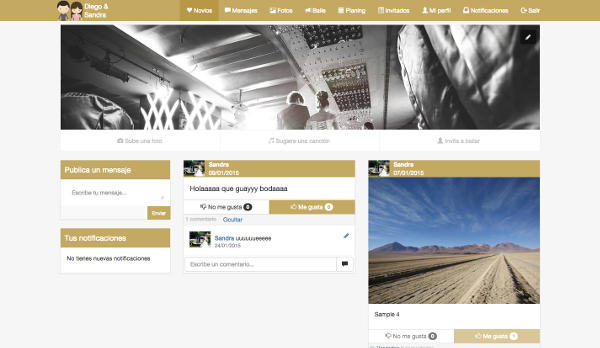 Diego &
Sandra
Novios
Mensajes
Fotos
Baile
Planing
Invitados
Mi perfil
Notificaciones
Salir
Sube una foto
Sugiere una canción
Invita a bailar
Publica un mensaje
Escribe tu mensaje...
Enviar
Tus notificaciones
No tienes nuevas notificaciones
Sandra
09/01/2015
Holaaaaa que guayyy bodaaaa
No me gusta 0
Me gusta 0
1 comentario Ocultar
Sandra uuuuuueeeee
24/01/2015
Escribe un comentario...
Sandra
07/01/2015
Sample 4
No me gusta 0
Me gusta 1